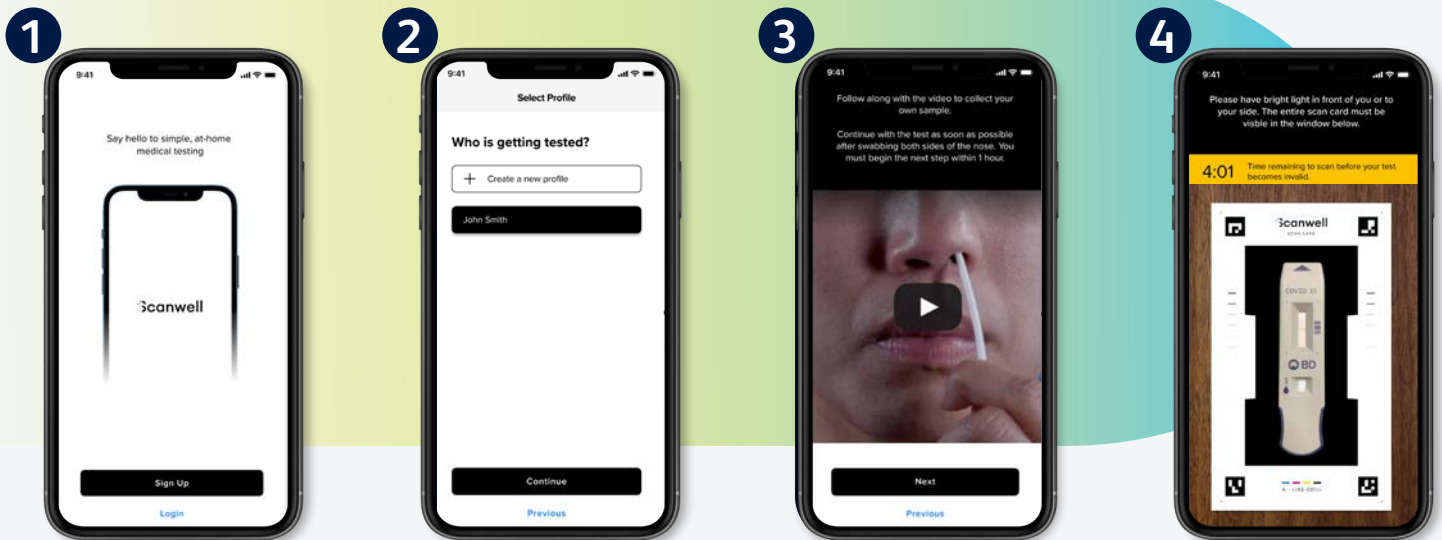 1
9:41
Say hello to simple, at-home
medical testing
Scanwell
Sign Up
Login
2
9:41
Select Profile
Who is getting tested?
+ Create a new profile
John Smith
Continue
Previous
3
9:41
Follow along with the video to collect your
own sample.
Continue with the test as soon as possible
after swabbing both sides of the nose. You
must begin the next step within 1 hour.
Next
Previous
4
9:41
Please have bright light in front of you or to
your side. The entire scan card must be
visble in the window below.
4:01
Time remaining to scan before your test
becomes invalid.
Scanwell
SCAN CARD
BD